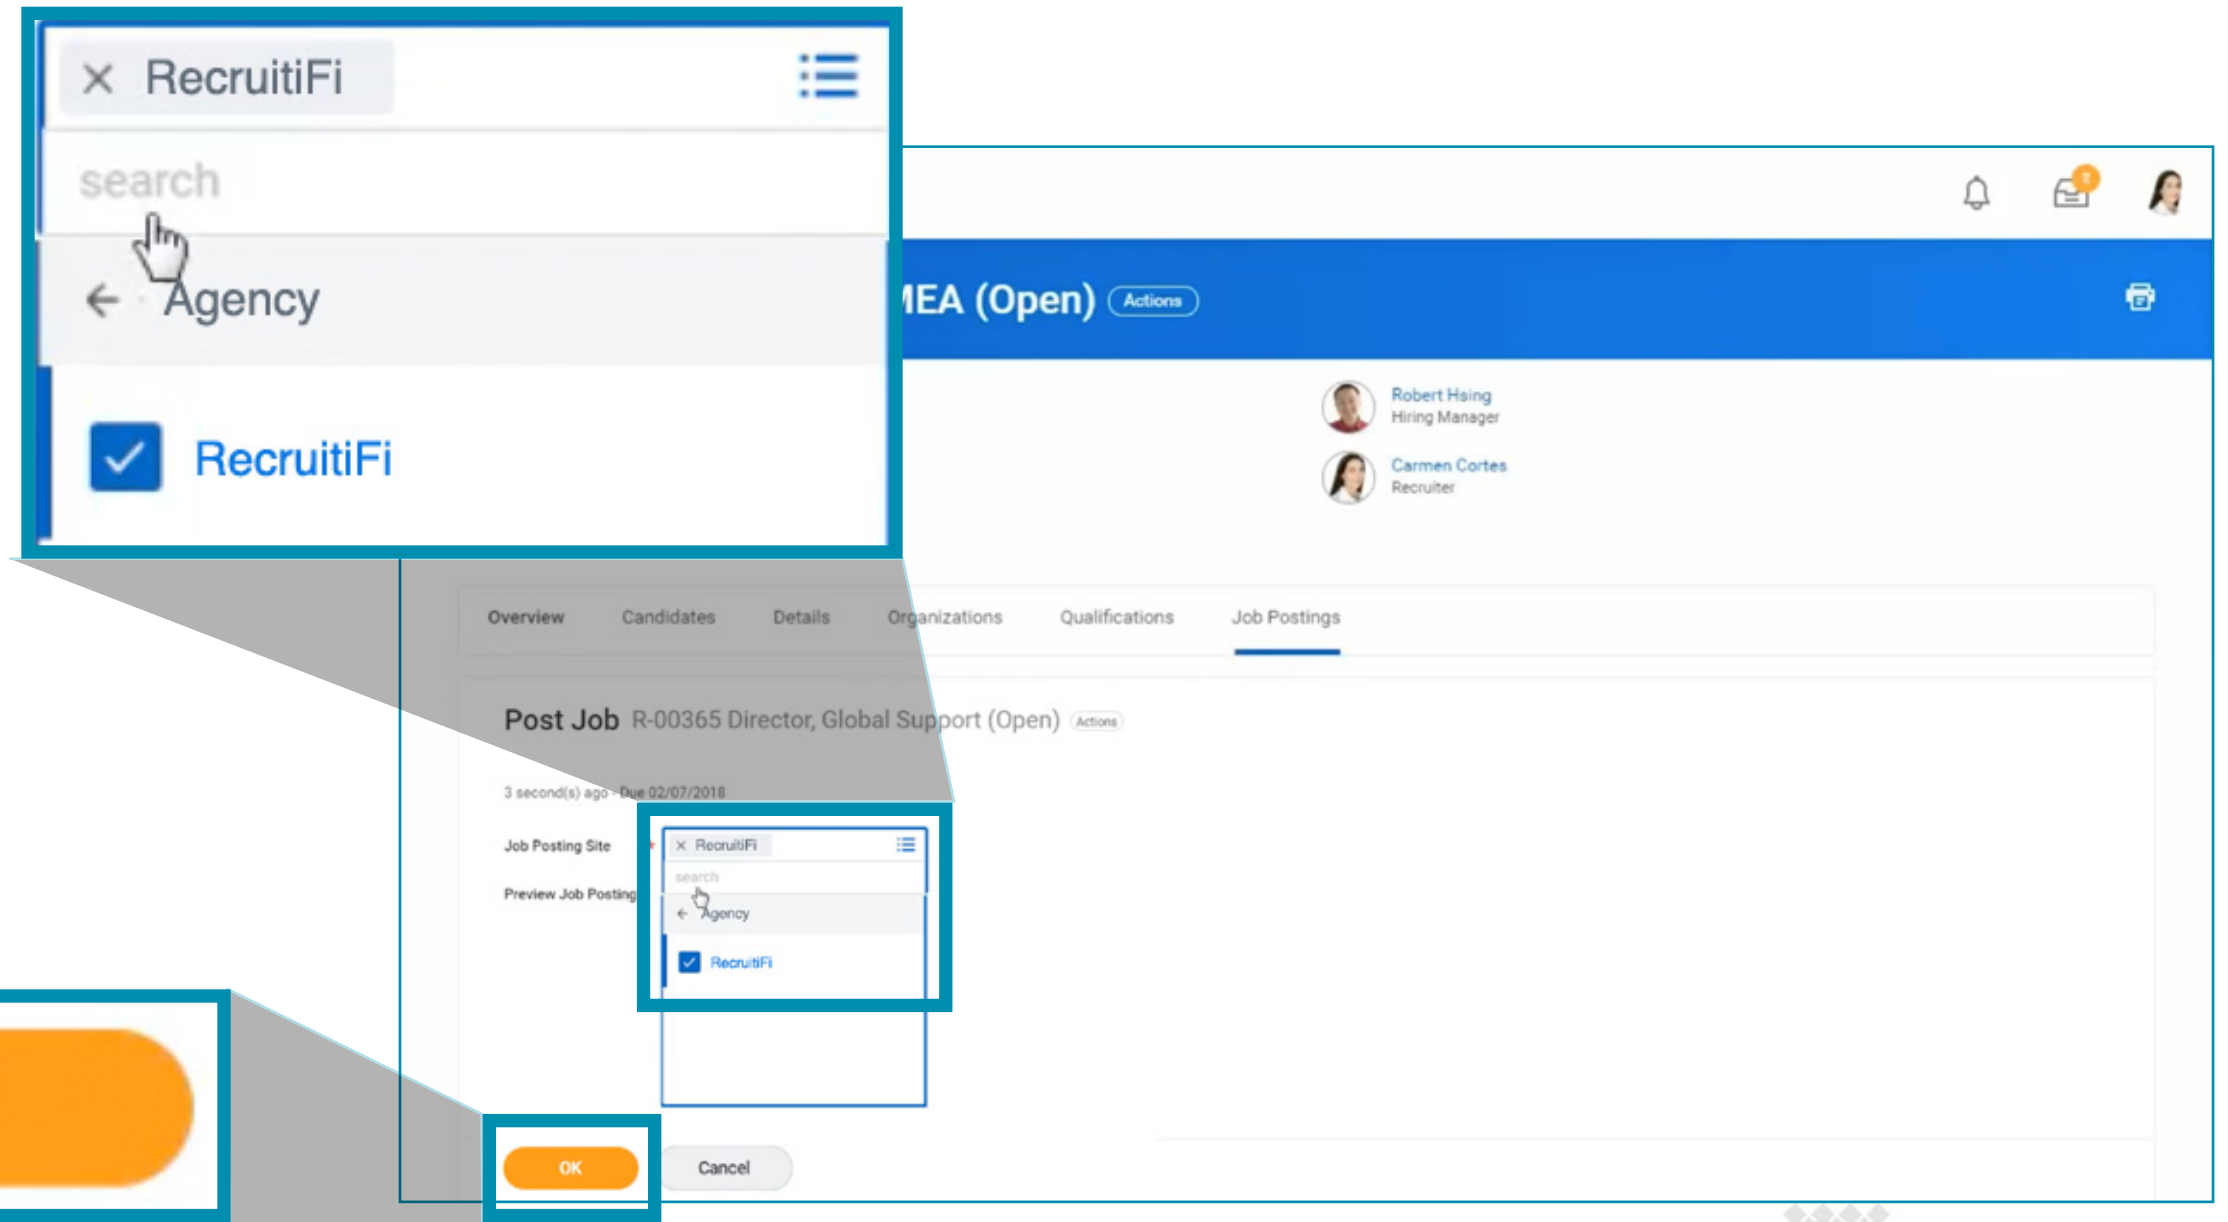 RecruitiFi
search
Agency
RecruitiFi
2
MEA (Open) Actions
Robert Hsing
Hiring Manager
Carmen Cortes
Recruiter
Overview Candidates Details Organizations Qualifications Job Postings
Post Job R-00365 Director, Global Support (Open) Actions
3 second(s) ago - Due 02/07/2018
Job Posting Site *
RecruitiFi
search
Preview Job Posting
Agency
RecruitiFi
OK
Cancel